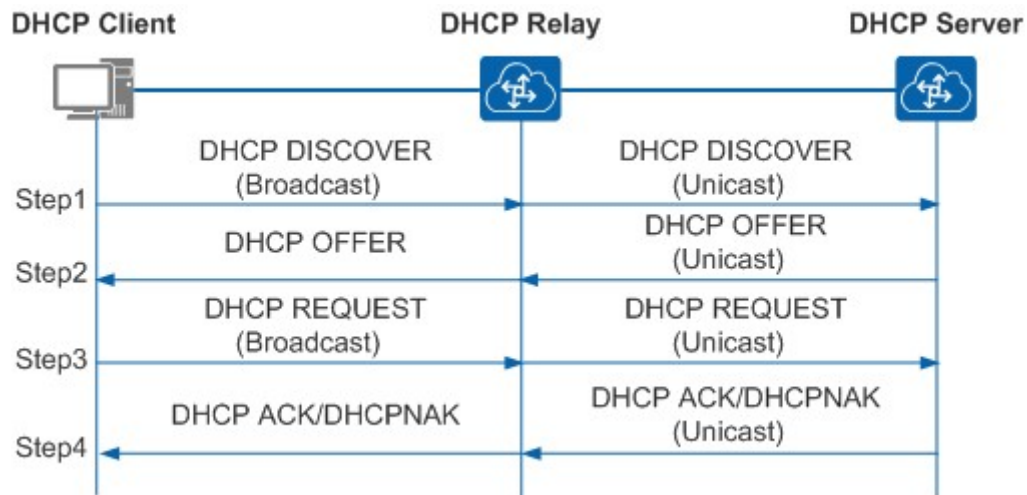 DHCP Client DHCP Relay DHCP Server
DHCP DISCOVER DHCP DISCOVER
(Broadcast) (Unicast)
Step1
DHCP OFFER DHCP OFFER
(Unicast)
Step2
DHCP REQUEST DHCP REQUEST
(Broadcast) (Unicast)
Step3
DHCP ACK/DHCPNAK DHCP ACK/DHCPNAK
(Unicast)
Step4